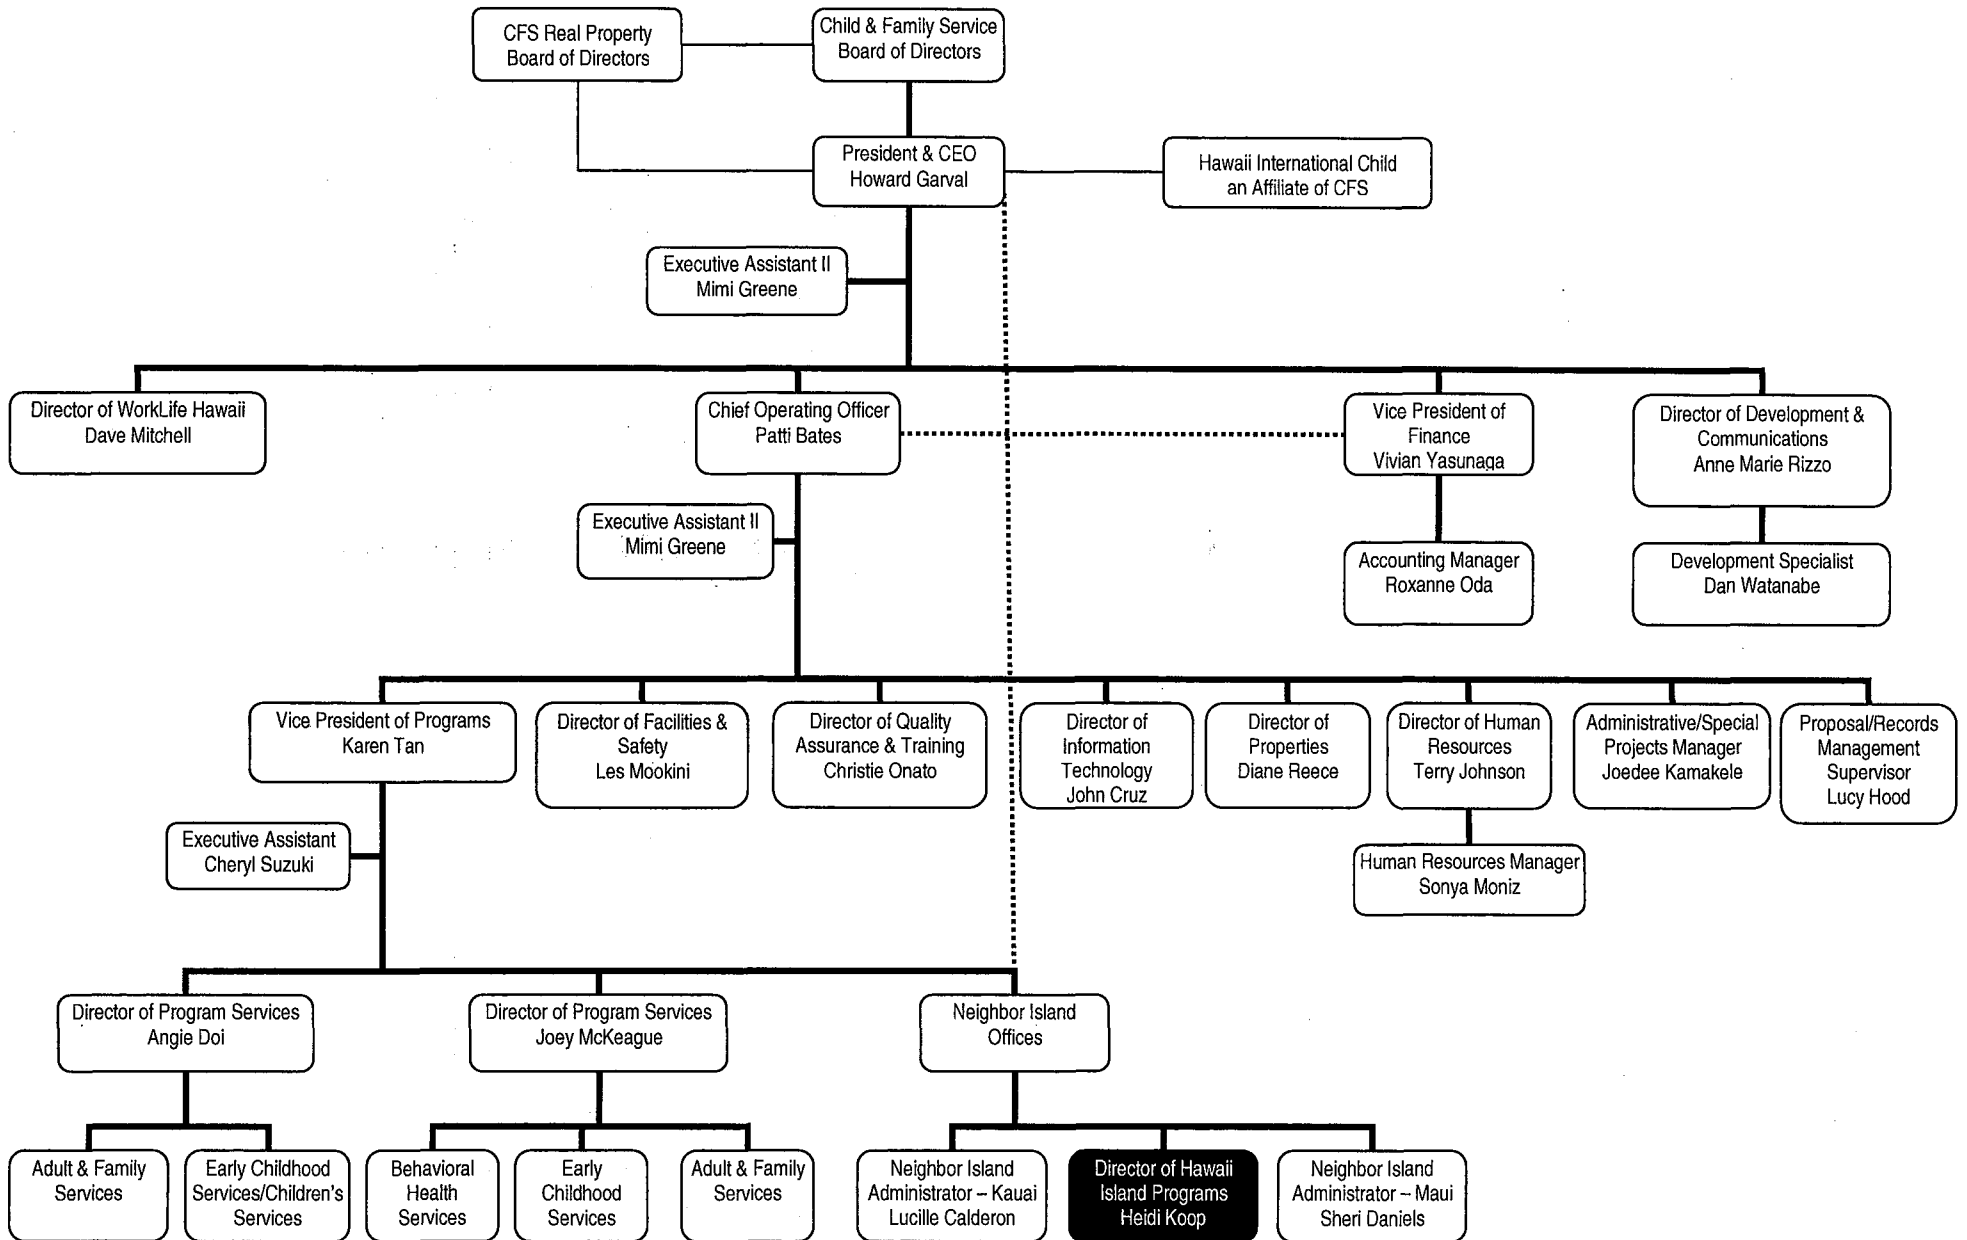 CFS Real Property
Board of Directors
Child & Family Service
Board of Directors
President & CEO
Howard Garval
Hawaii International Child
an Affiliate of CFS
Executive Assistant II
Mimi Greene
Director of WorkLife Hawaii
Dave Mitchell
Chief Operating Officer
Patti Bates
Vice President of
Finance
Vivian Yasunaga
Director of Development &
Communications
Anne Marie Rizzo
Executive Assistant II
Mimi Greene
Accounting Manager
Roxanne Oda
Development Specialist
Dan Watanabe
Vice President of Programs
Karen Tan
Director of Facilities &
Safety
Les Mookini
Director of Quality
Assurance & Training
Christie Onato
Director of
Information
Technology
John Cruz
Director of
Properties
Diane Reece
Director of Human
Resources
Terry Johnson
Administrative/Special
Projects Manager
Joedee Kamakele
Proposal/Records
Management
Supervisor
Lucy Hood
Executive Assistant
Cheryl Suzuki
Human Resources Manager
Sonya Moniz
Director of Program Services
Angie Doi
Director of Program Services
Joey McKeague
Neighbor Island
Offices
Adult & Family
Services
Early Childhood
Services/Children's
Services
Behavioral
Health
Services
Early
Childhood
Services
Adult & Family
Services
Neighbor Island
Administrator – Kauai
Lucille Calderon
Director of Hawaii
Island Programs
Heidi Koop
Neighbor Island
Administrator – Maui
Sheri Daniels